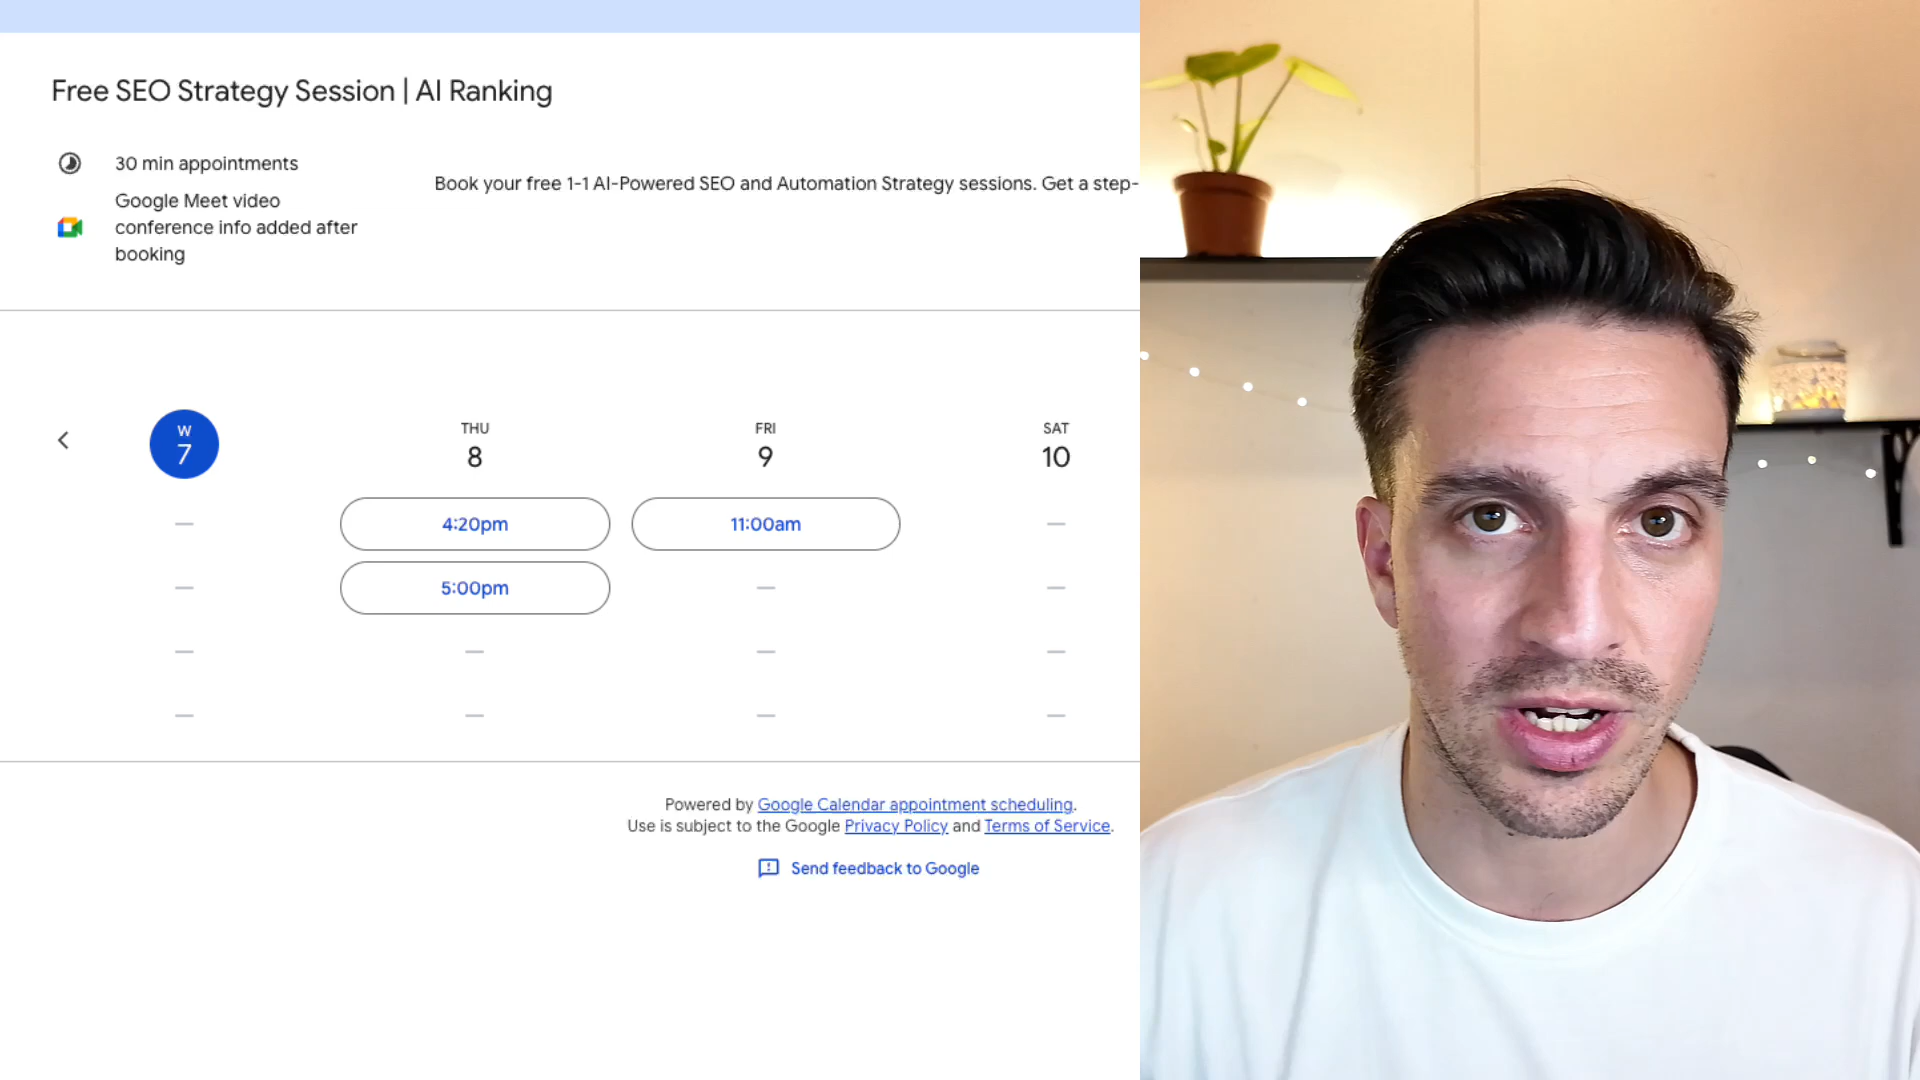 Free SEO Strategy Session | AI Ranking
30 min appointments
Google Meet video
conference info added after
booking
Book your free 1-1 AI-Powered SEO and Automation Strategy sessions. Get a step-
W
7
THU
8
FRI
9
SAT
10
4:20pm
11:00am
5:00pm
Powered by Google Calendar appointment scheduling.
Use is subject to the Google Privacy Policy and Terms of Service.
Send feedback to Google